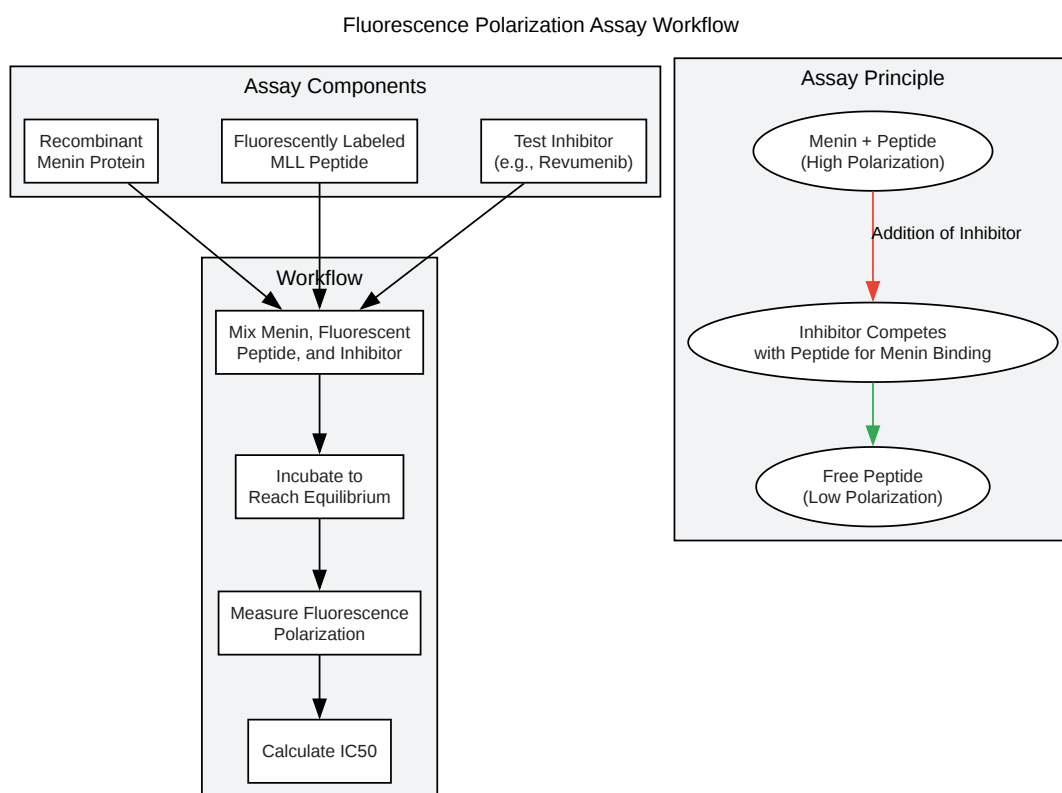 Fluorescence Polarization Assay Workflow
Assay Components
Recombinant
Menin Protein
Fluorescently Labeled
MLL Peptide
Test Inhibitor
(e.g., Revumenib)
Workflow
Mix Menin, Fluorescent
Peptide, and Inhibitor
Incubate to
Reach Equilibrium
Measure Fluorescence
Polarization
Calculate IC50
Assay Principle
Menin + Peptide
(High Polarization)
Addition of Inhibitor
Inhibitor Competes
with Peptide for Menin Binding
Free Peptide
(Low Polarization)